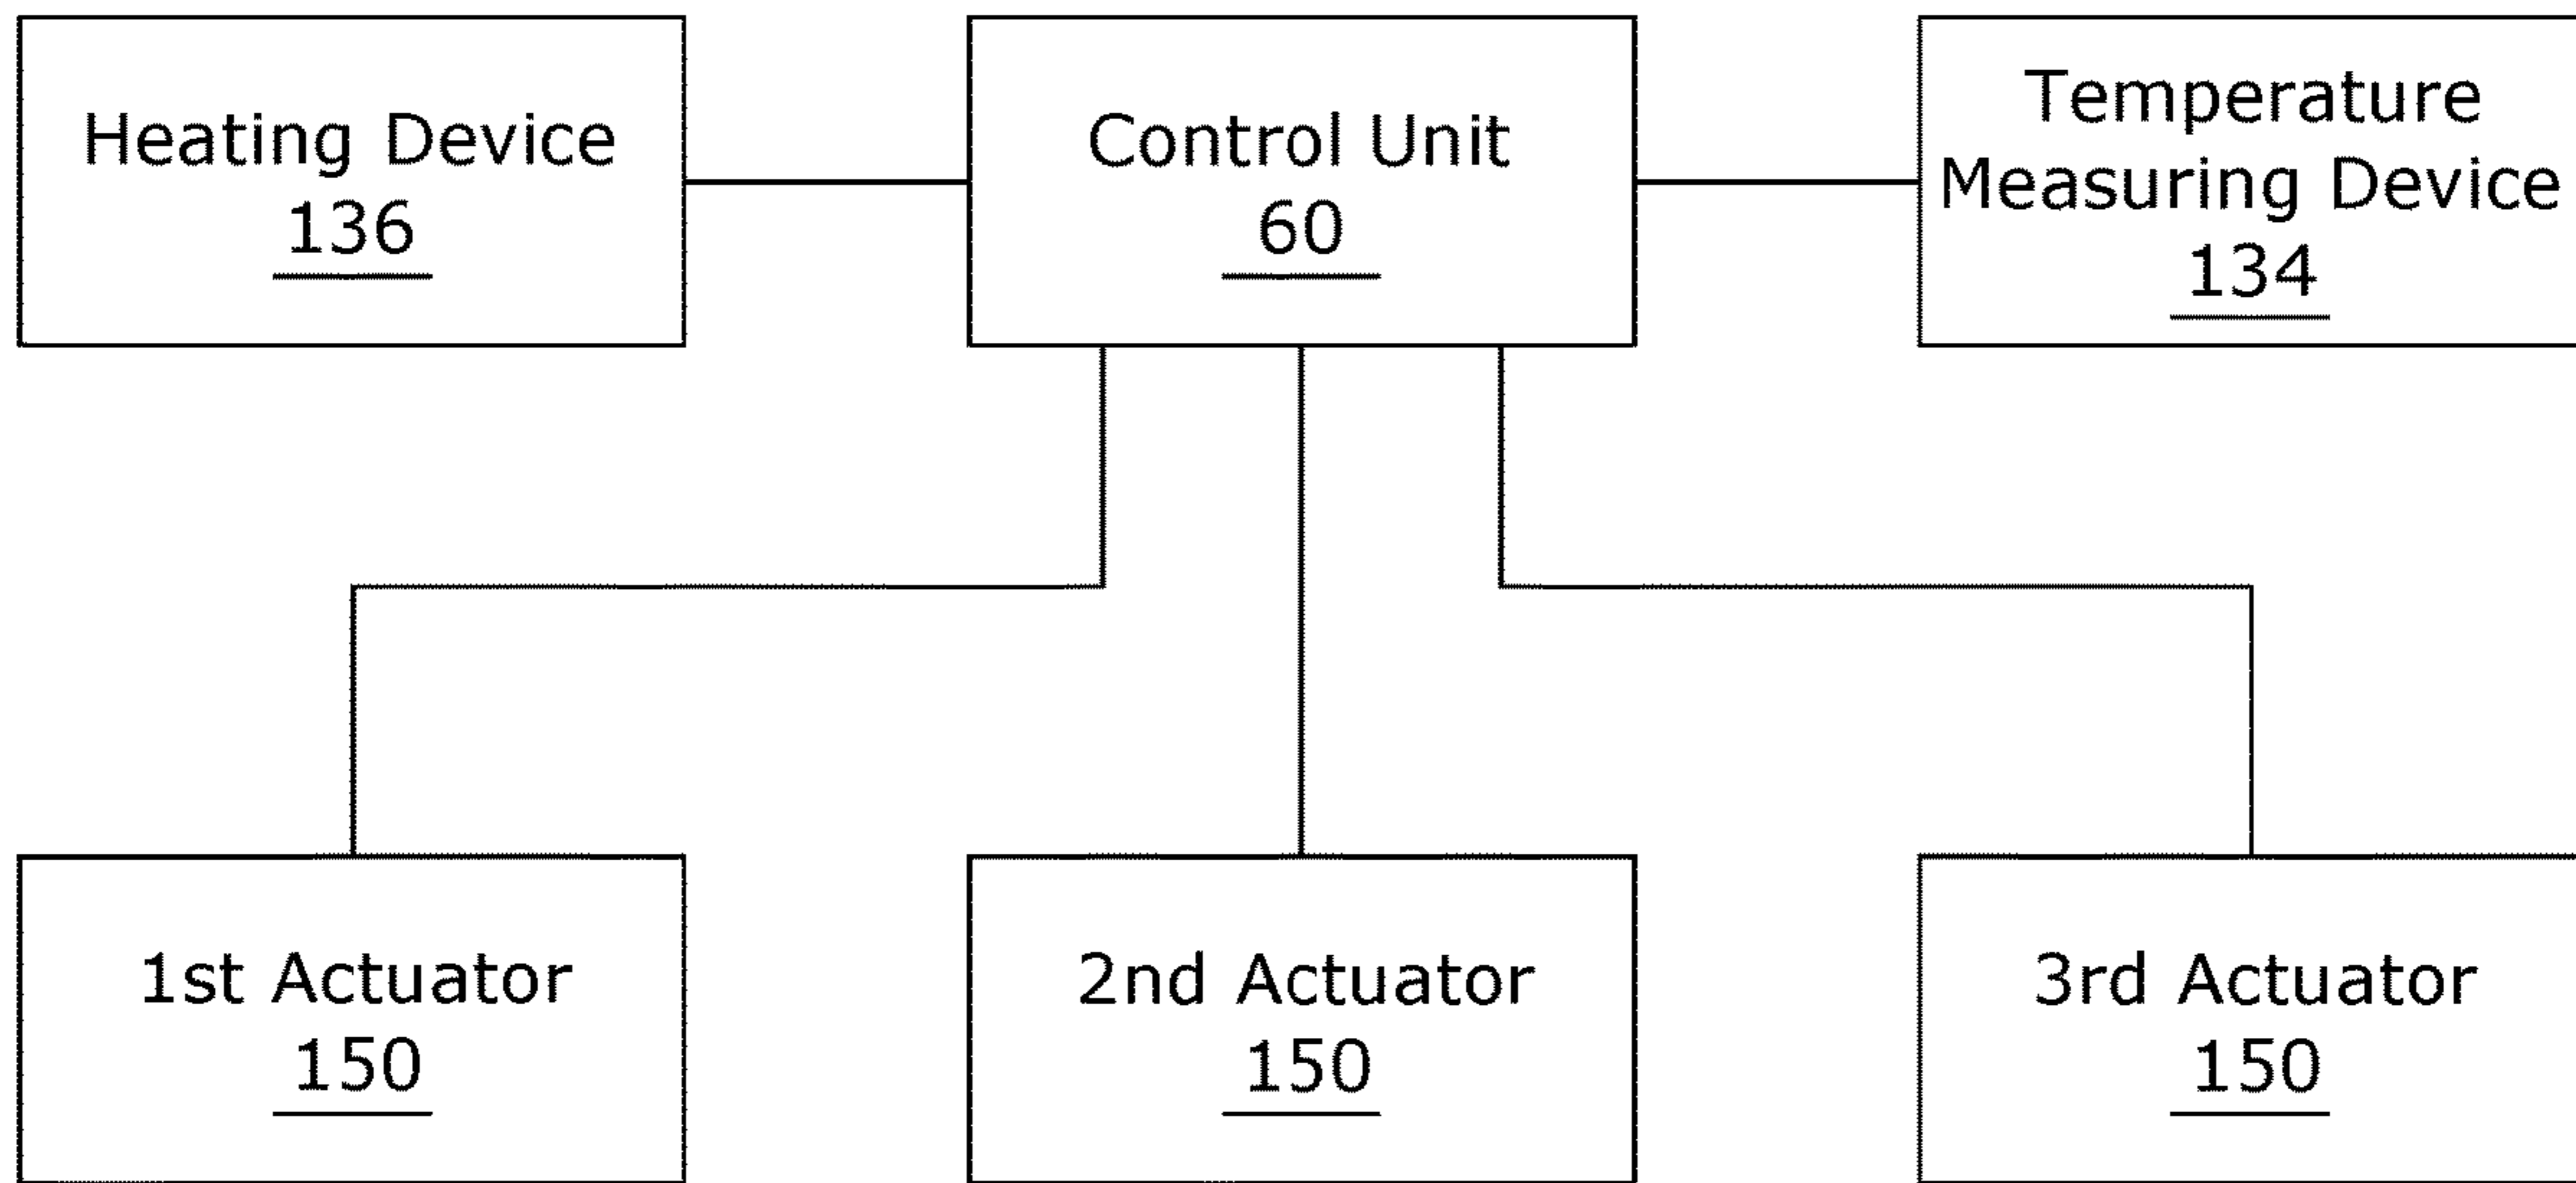 Heating Device
136
Control Unit
60
Temperature
Measuring Device
134
1st Actuator
150
2nd Actuator
150
3rd Actuator
150